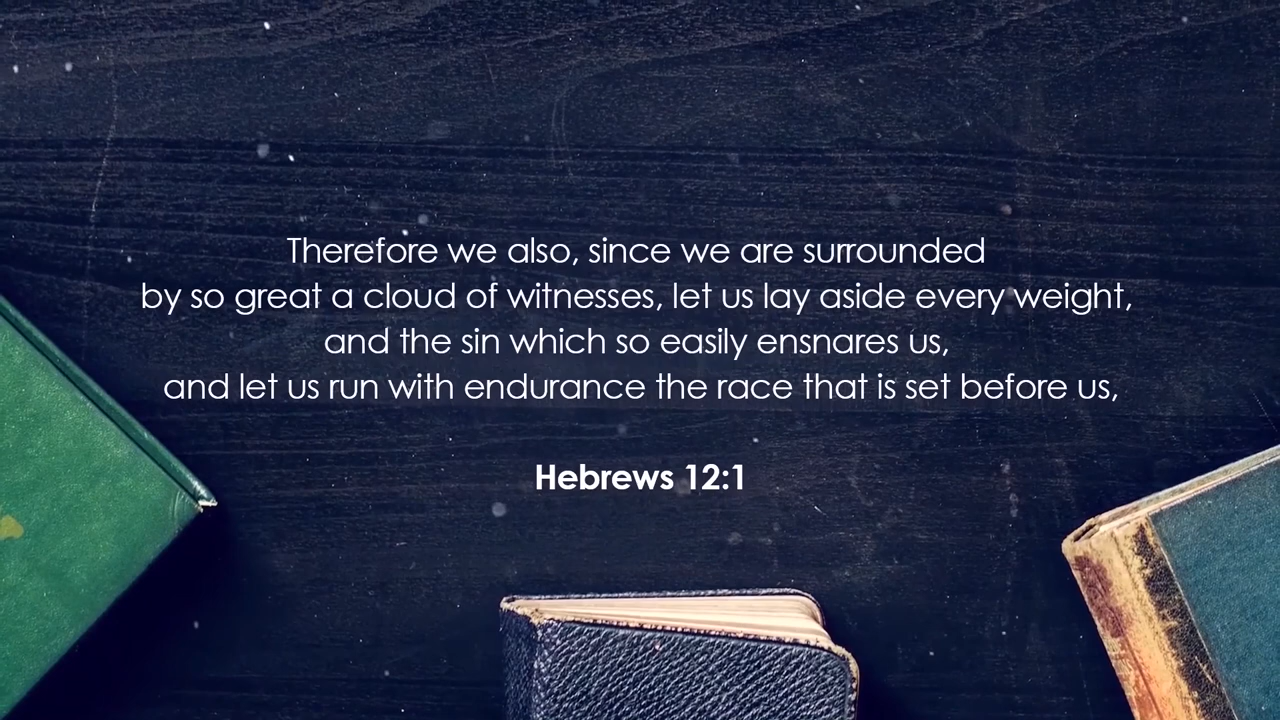 Therefore we also, since we are surrounded
by so great a cloud of witnesses, let us lay aside every weight,
and the sin which so easily ensnares us,
and let us run with endurance the race that is set before us,
Hebrews 12:1